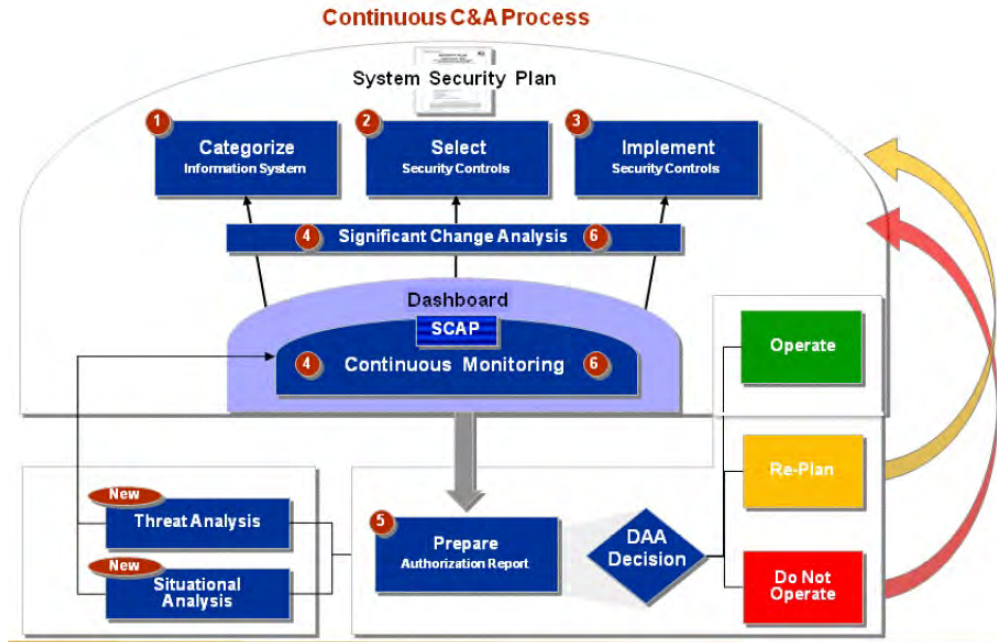 Continuous C&A Process
System Security Plan
1
Categorize
Information System
2
Select
Security Controls
3
Implement
Security Controls
4 Significant Change Analysis 6
Dashboard
SCAP
4 Continuous Monitoring 6
Operate
Re-Plan
Do Not
Operate
New
Threat Analysis
New
Situational
Analysis
5
Prepare
Authorization Report
DAA
Decision